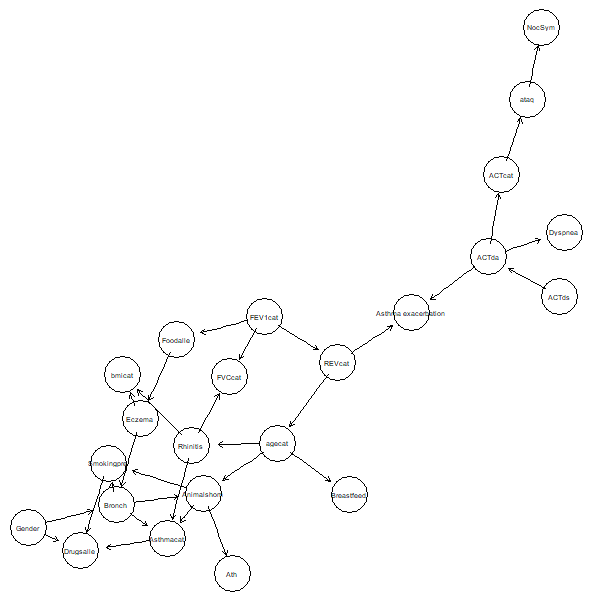 NocSym
ataq
ACTcat
Dyspnea
ACTda
ACTds
Asthma exacerbation
FEV1cat
Foodalle
REVcat
bmicat
FVCcat
Eczema
Rhinitis
agecat
Smokingpre
Animalshom
Breastfeed
Bronch
Gender
Asthmacat
Drugsalle
Ath